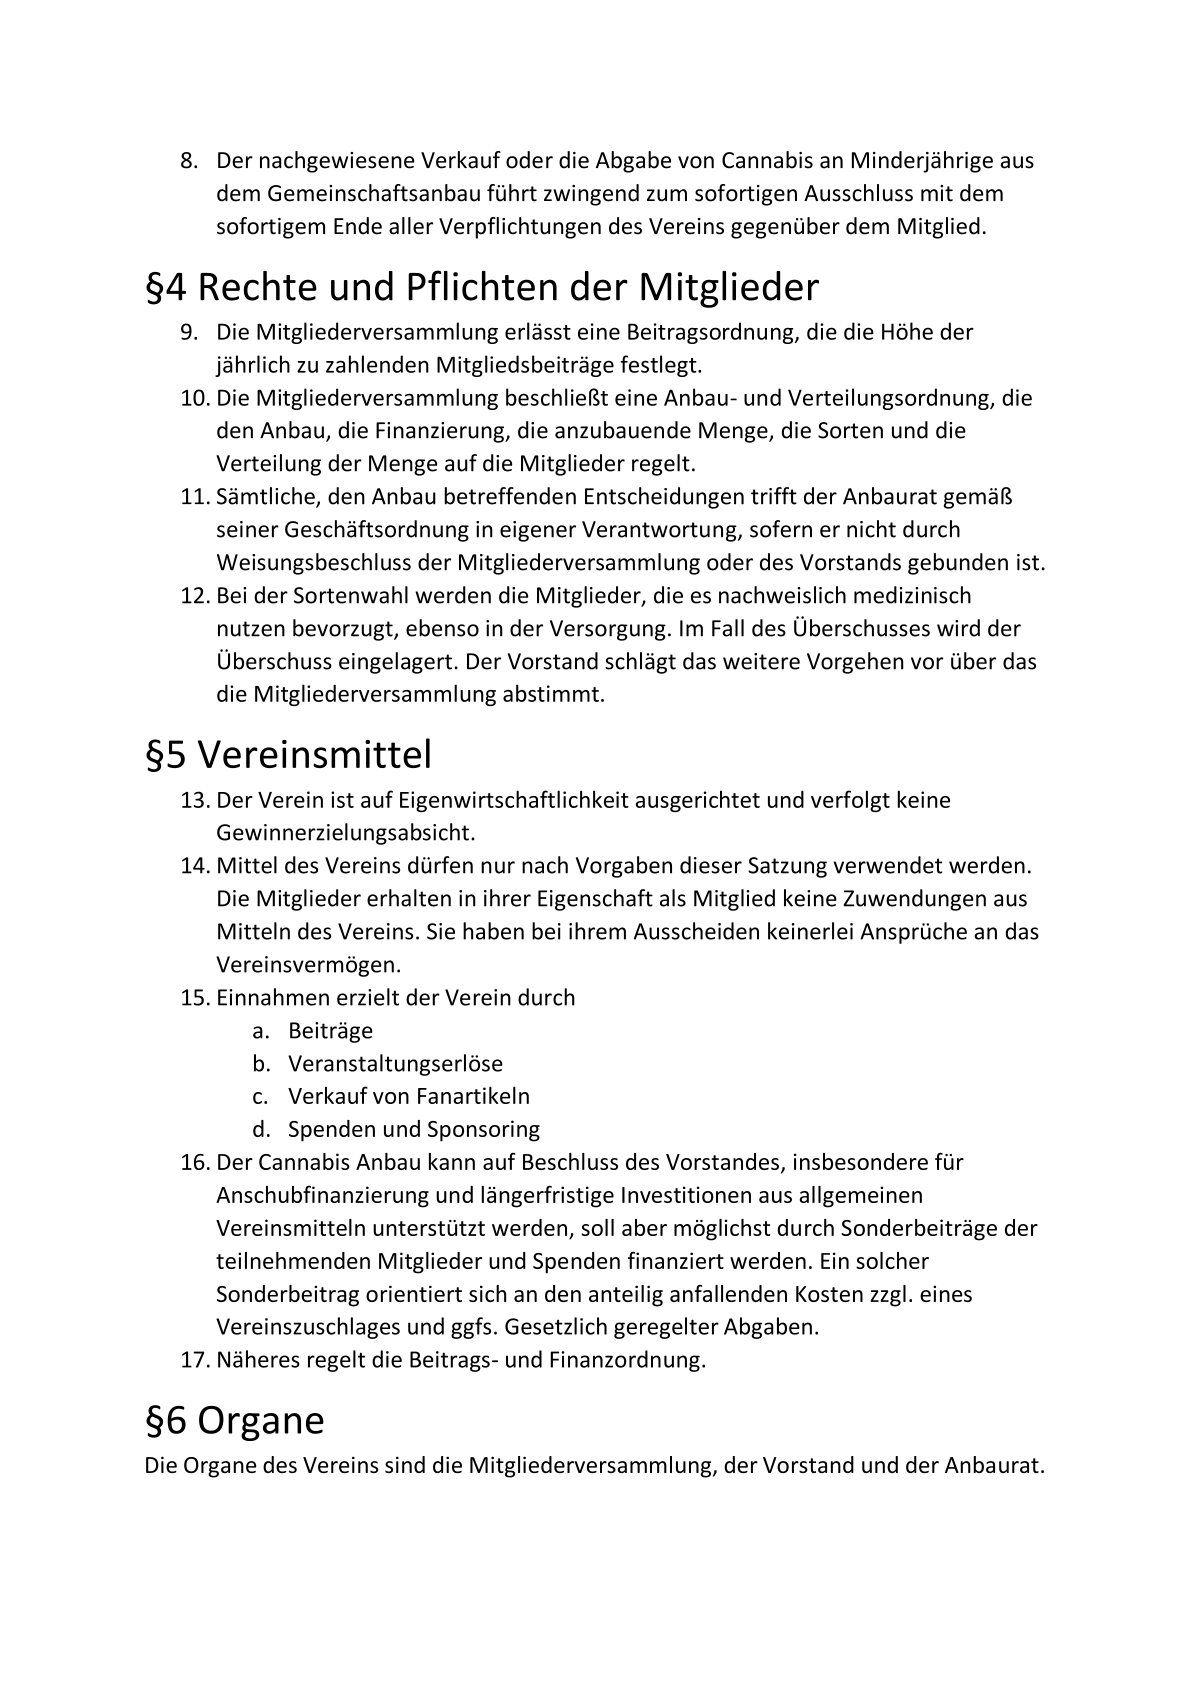 8. Der nachgewiesene Verkauf oder die Abgabe von Cannabis an Minderjährige aus
dem Gemeinschaftsanbau führt zwingend zum sofortigen Ausschluss mit dem
sofortigem Ende aller Verpflichtungen des Vereins gegenüber dem Mitglied.
§4 Rechte und Pflichten der Mitglieder
9. Die Mitgliederversammlung erlässt eine Beitragsordnung, die die Höhe der
jährlich zu zahlenden Mitgliedsbeiträge festlegt.
10. Die Mitgliederversammlung beschließt eine Anbau- und Verteilungsordnung, die
den Anbau, die Finanzierung, die anzubauende Menge, die Sorten und die
Verteilung der Menge auf die Mitglieder regelt.
11. Sämtliche, den Anbau betreffenden Entscheidungen trifft der Anbaurat gemäß
seiner Geschäftsordnung in eigener Verantwortung, sofern er nicht durch
Weisungsbeschluss der Mitgliederversammlung oder des Vorstands gebunden ist.
12. Bei der Sortenwahl werden die Mitglieder, die es nachweislich medizinisch
nutzen bevorzugt, ebenso in der Versorgung. Im Fall des Überschusses wird der
Überschuss eingelagert. Der Vorstand schlägt das weitere Vorgehen vor über das
die Mitgliederversammlung abstimmt.
§5 Vereinsmittel
13. Der Verein ist auf Eigenwirtschaftlichkeit ausgerichtet und verfolgt keine
Gewinnerzielungsabsicht.
14. Mittel des Vereins dürfen nur nach Vorgaben dieser Satzung verwendet werden.
Die Mitglieder erhalten in ihrer Eigenschaft als Mitglied keine Zuwendungen aus
Mitteln des Vereins. Sie haben bei ihrem Ausscheiden keinerlei Ansprüche an das
Vereinsvermögen.
15. Einnahmen erzielt der Verein durch
a. Beiträge
b. Veranstaltungserlöse
c. Verkauf von Fanartikeln
d. Spenden und Sponsoring
16. Der Cannabis Anbau kann auf Beschluss des Vorstandes, insbesondere für
Anschubfinanzierung und längerfristige Investitionen aus allgemeinen
Vereinsmitteln unterstützt werden, soll aber möglichst durch Sonderbeiträge der
teilnehmenden Mitglieder und Spenden finanziert werden. Ein solcher
Sonderbeitrag orientiert sich an den anteilig anfallenden Kosten zzgl. eines
Vereinszuschlages und ggfs. Gesetzlich geregelter Abgaben.
17. Näheres regelt die Beitrags- und Finanzordnung.
§6 Organe
Die Organe des Vereins sind die Mitgliederversammlung, der Vorstand und der Anbaurat.